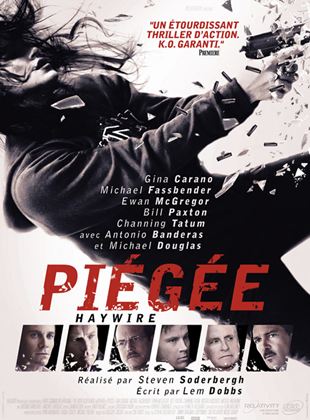 "UN ÉTOURDISSANT
THRILLER D'ACTION.
K.O. GARANTI."
PREMIERE
Gina Carano
Michael Fassbender
Ewan McGregor
Bill Paxton
Channing Tatum
avec Antonio Banderas
et Michael Douglas
PIÉGÉE
HAYWIRE
Réalisé par Steven Soderbergh
Écrit par Lem Dobbs
RELATIVITY